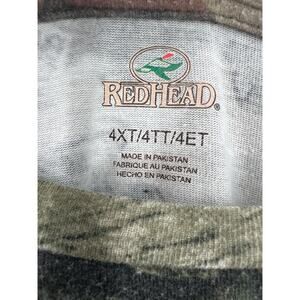 REDHEAD®
4XT/4TT/4ET
MADE IN PAKISTAN
FABRIQUE AU PAKISTAN
HECHO EN PAKISTAN